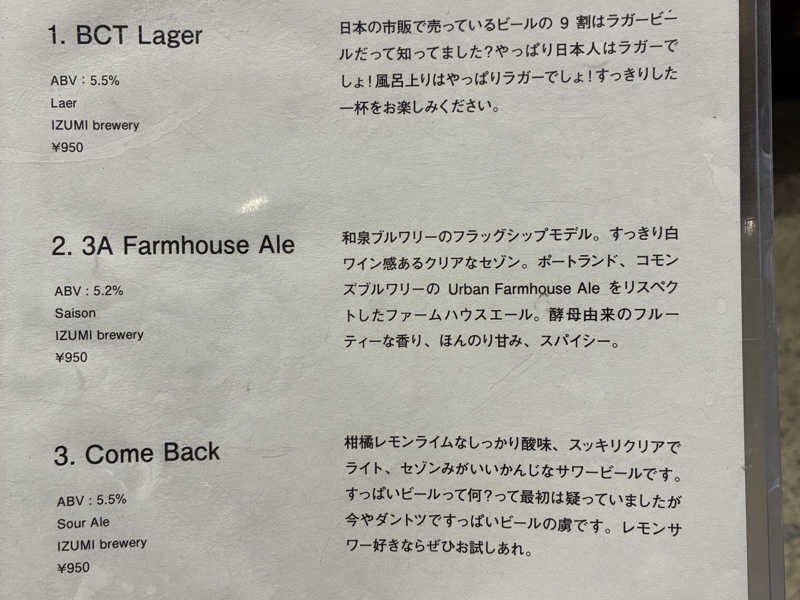 1. BCT Lager
ABV：5.5%
Laer
IZUMI brewery
¥950
日本の市販で売っているビールの 9 割はラガービー
ルだって知ってました？やっぱり日本人はラガーで
しょ！風呂上りはやっぱりラガーでしょ！すっきりした
一杯をお楽しみください。
2. 3A Farmhouse Ale
ABV : 5.2%
Saison
IZUMI brewery
¥950
和泉ブルワリーのフラッグシップモデル。すっきり白
ワイン感あるクリアなセゾン。ポートランド、コモン
ズブルワリーの Urban Farmhouse Ale をリスペク
トしたファームハウスエール。酵母由来のフルー
ティーな香り、ほんのり甘み、スパイシー。
3. Come Back
ABV : 5.5%
Sour Ale
IZUMI brewery
¥950
柑橘レモンライムなしっかり酸味、スッキリクリアで
ライト、セゾンみがいいかんじなサワービールです。
すっぱいビールって何？って最初は疑っていましたが
今やダントツですっぱいビールの虜です。レモンサ
ワー好きならぜひお試しあれ。